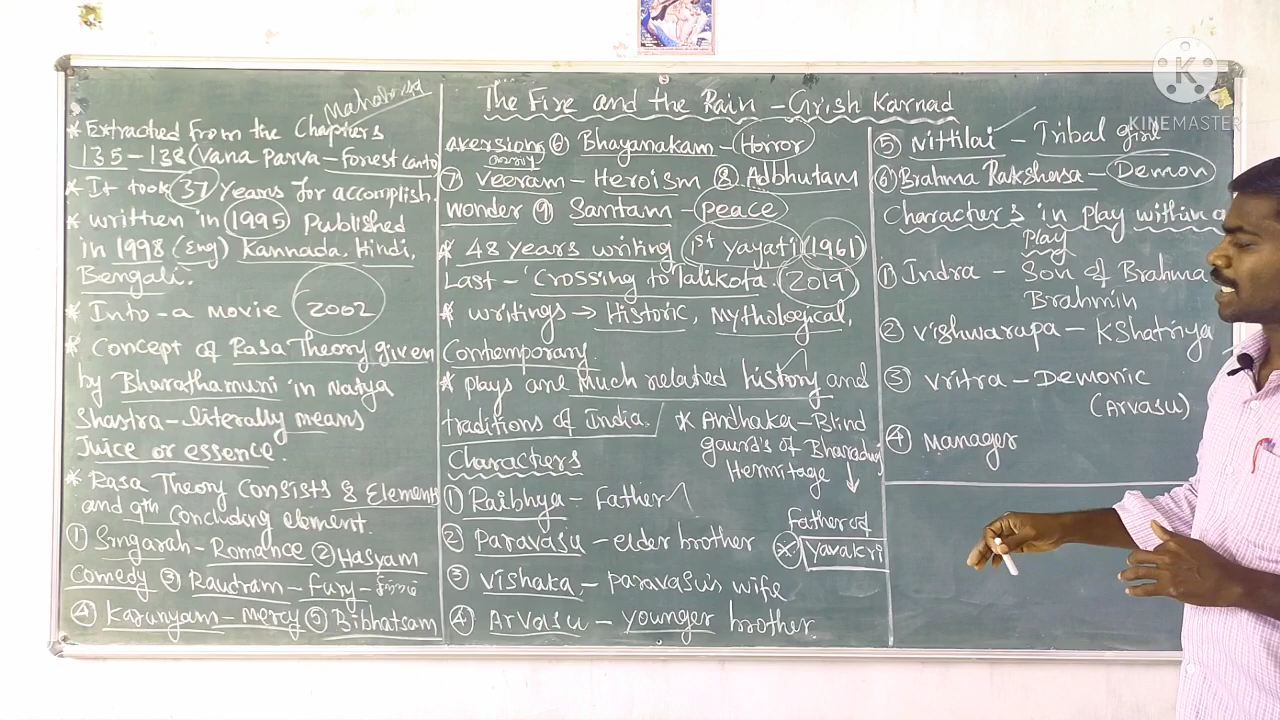 The Fire and the Rain - Grish Karnad
Mahabrisd
* Extracted from the Chapters
135-138 (Vana Parva - Forest canto
* It took 37 years for accomplish.
* written in 1995 published
in 1998 (Eng) Kannada, Hindi,
Bengali.
* Into - a movie 2002
* Concept of Rasa Theory given
by Bharathamuni in Natya
Shastra - literally means
Juice or essence.
* Rasa Theory Consists 8 Elements
and 9th Concluding element.
① Sringarah - Romance ② Hasyam
Comedy ③ Raudram - Fury -
④ Karunyam - Mercy ⑤ Bibhatsam
aversion ⑥ Bhayanakam - Horror
⑦ Veeram - Heroism ⑧ Adbhutam
wonder ⑨ Santam - peace
* 48 years writing 1st Yayati 1961
Last - 'Crossing to Talikota. 2019
* writings → Historic, Mythological,
Contemporary.
* plays are much related history and
traditions of India.
* Andhaka - Blind
gaurd's of Bharadwj
Hermitage
Father of
Yavakri
Characters
① Raibhya - Father
② Paravasu - elder brother
③ Vishaka - paravasu's wife
④ Arvasu - younger brother
⑤ Nittilai - Tribal girl
⑥ Brahma Rakshasa - Demon
Characters in play within a
Play
① Indra - Son of Brahma
Brahmin
② Vishwarupa - Kshatriya
③ Vritra - Demonic
(Arvasu)
④ Manager
K
KINEMASTER